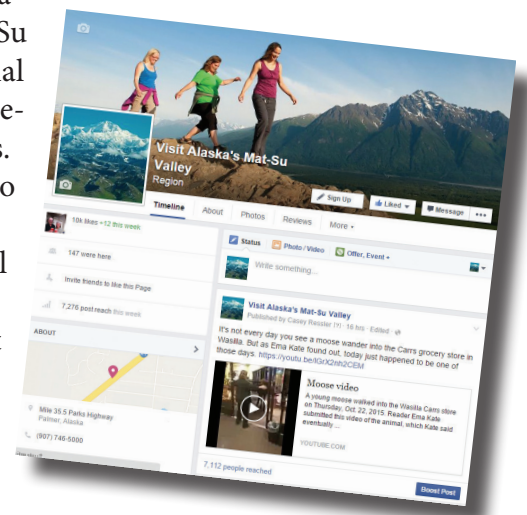 a
Su
al
e-
s.
o
l
t
Visit Alaska's Mat-Su
Valley
Region
Sign Up
Liked
Message
Timeline
About
Photos
Reviews
More
10k likes +12 this week
147 were here
Invite friends to like this Page
7,276 post reach this week
ABOUT
Mile 35.5 Parks Highway
Palmer, Alaska
(907) 746-5000
Status
Photo / Video
Offer, Event +
Write something...
Visit Alaska's Mat-Su Valley
Published by Casey Ressler [?] · 16 hrs · Edited ·
It's not every day you see a moose wander into the Carrs grocery store in
Wasilla. But as Ema Kate found out, today just happened to be one of
those days.
Moose video
A young moose walked into the Wasilla Carrs store
on Thursday, Oct. 22, 2015. Reader Ema Kate
submitted this video of the animal, which Kate said
eventually ...
YOUTUBE.COM
7,112 people reached
Boost Post